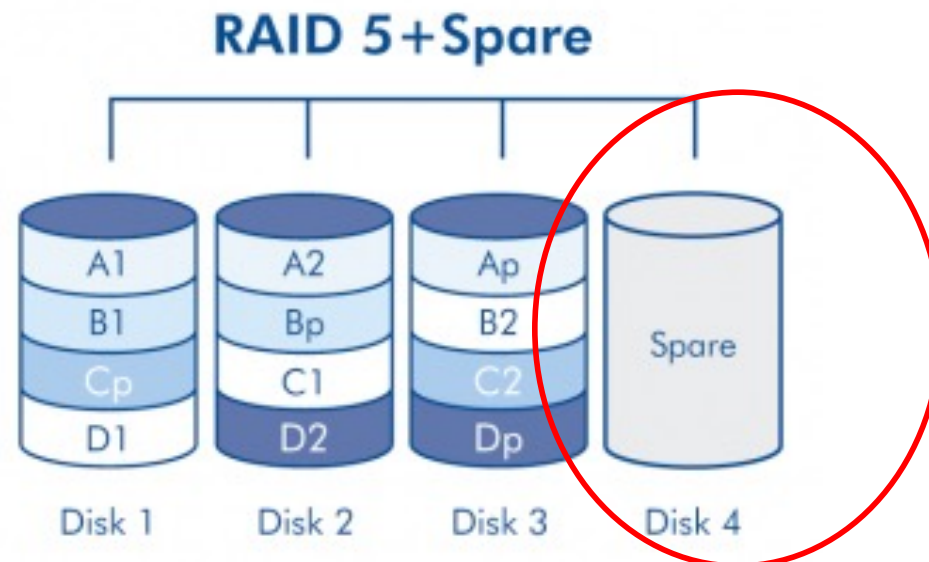 RAID 5+Spare
A1 A2 Ap
B1 Bp B2
Spare
Cp C1 C2
D1 D2 Dp
Disk 1 Disk 2 Disk 3 Disk 4